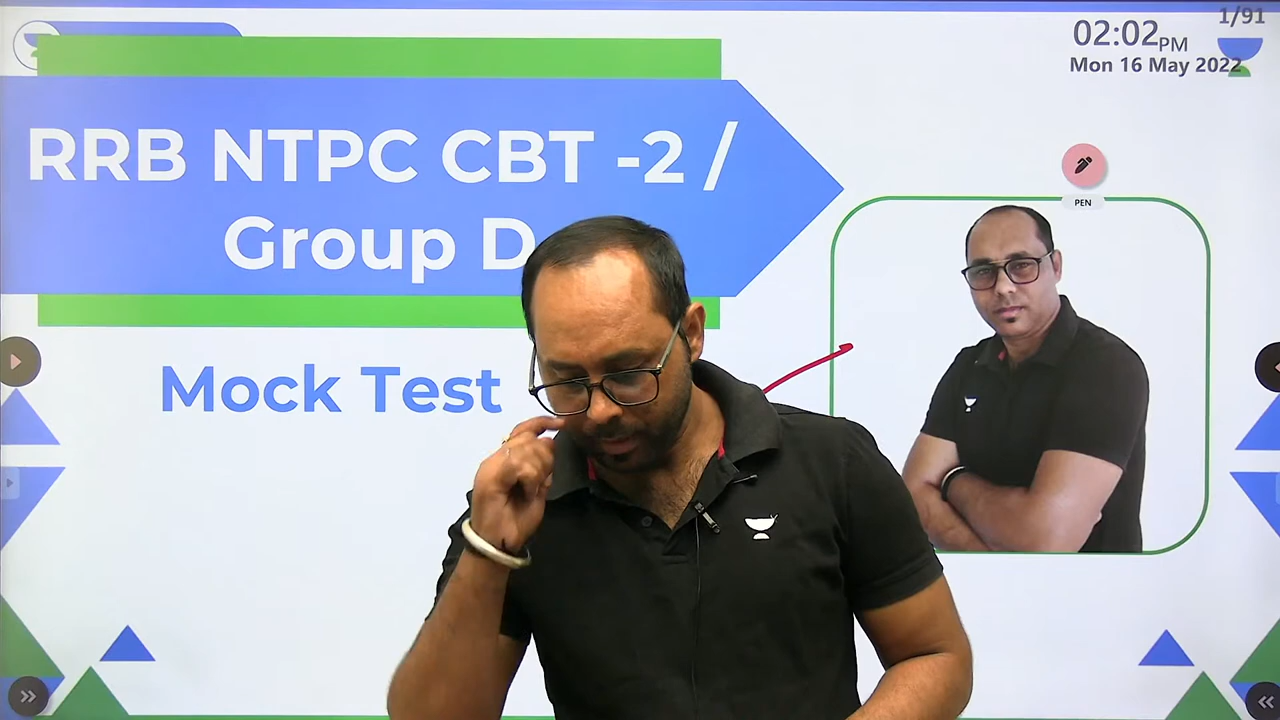 1/91
02:02PM
Mon 16 May 2022
RRB NTPC CBT -2 /
Group D
Mock Test
PEN